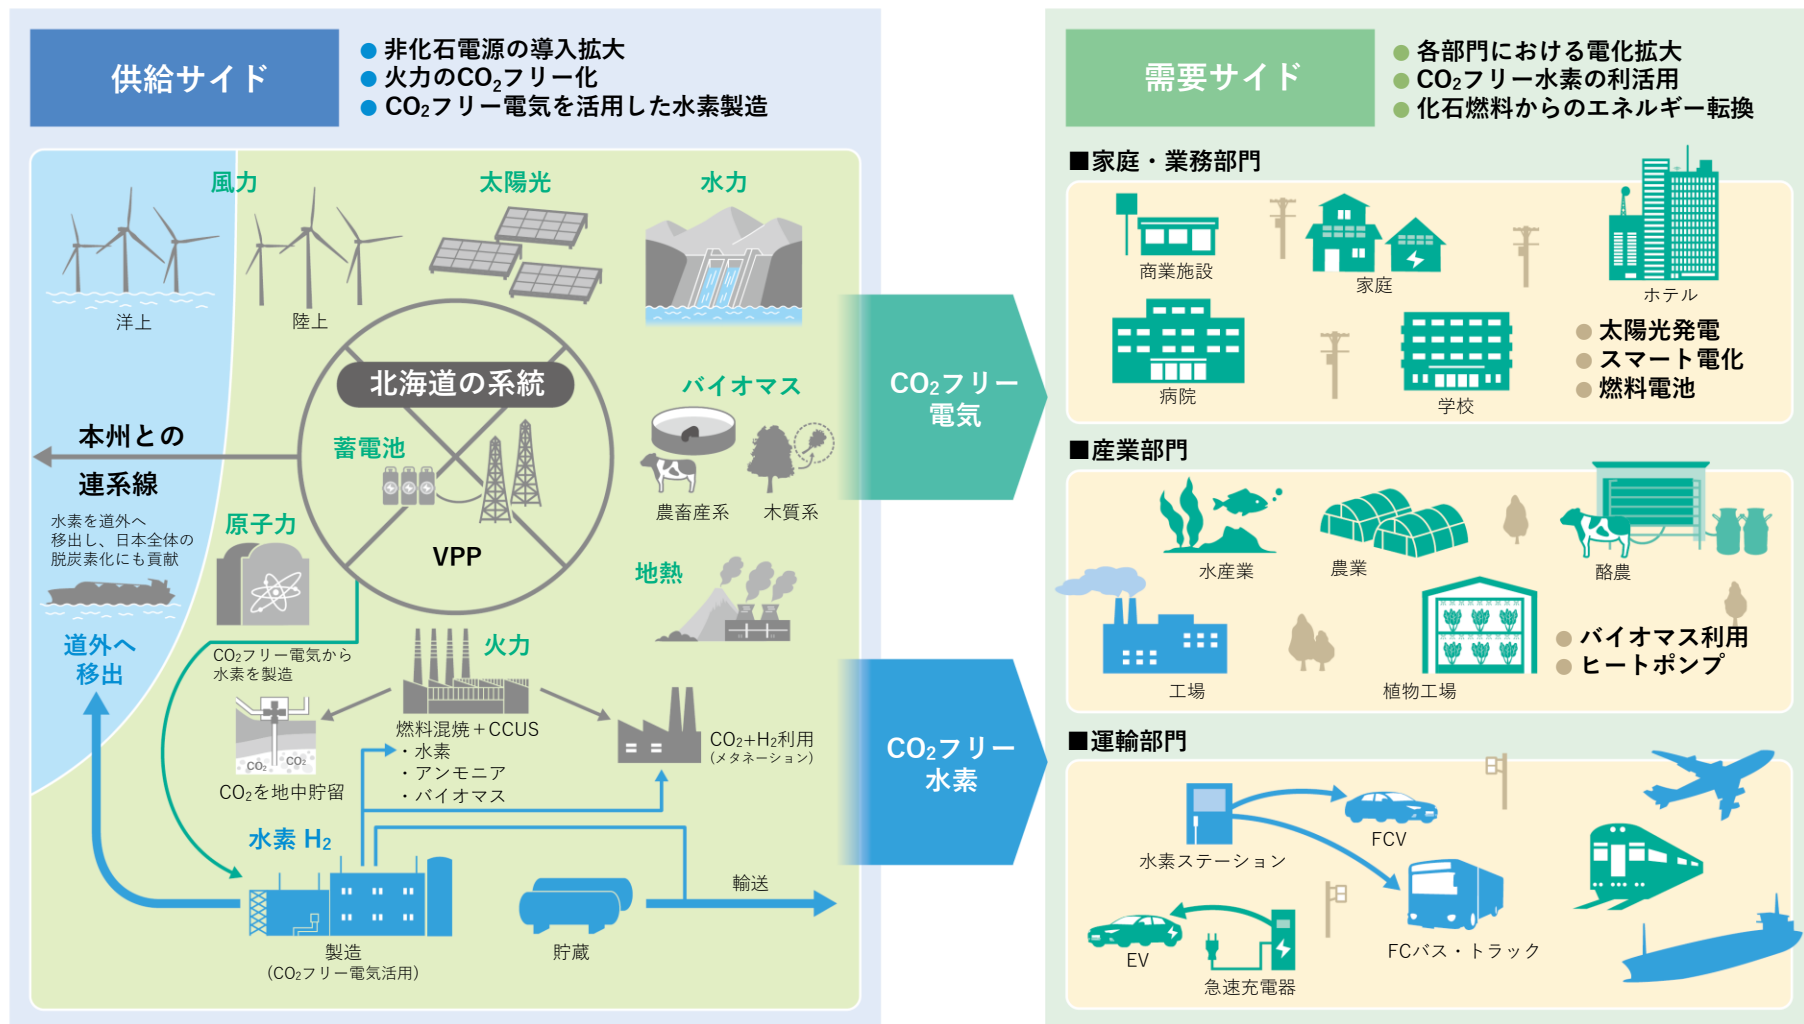 供給サイド
● 非化石電源の導入拡大
● 火力のCO₂フリー化
● CO₂フリー電気を活用した水素製造
風力
太陽光
水力
洋上
陸上
北海道の系統
蓄電池
VPP
バイオマス
農畜産系
木質系
本州との
連系線
水素を道外へ
移出し、日本全体の
脱炭素化にも貢献
原子力
地熱
道外へ
移出
CO₂フリー電気から
水素を製造
火力
燃料混焼+CCUS
・水素
・アンモニア
・バイオマス
CO₂
CO₂
CO₂を地中貯留
CO₂+H₂利用
(メタネーション)
水素 H₂
製造
(CO₂フリー電気活用)
貯蔵
輸送
CO₂フリー
電気
CO₂フリー
水素
需要サイド
● 各部門における電化拡大
● CO₂フリー水素の利活用
● 化石燃料からのエネルギー転換
■家庭・業務部門
商業施設
家庭
ホテル
病院
学校
● 太陽光発電
● スマート電化
● 燃料電池
■産業部門
水産業
農業
酪農
工場
植物工場
● バイオマス利用
● ヒートポンプ
■運輸部門
水素ステーション
FCV
FCバス・トラック
EV
急速充電器